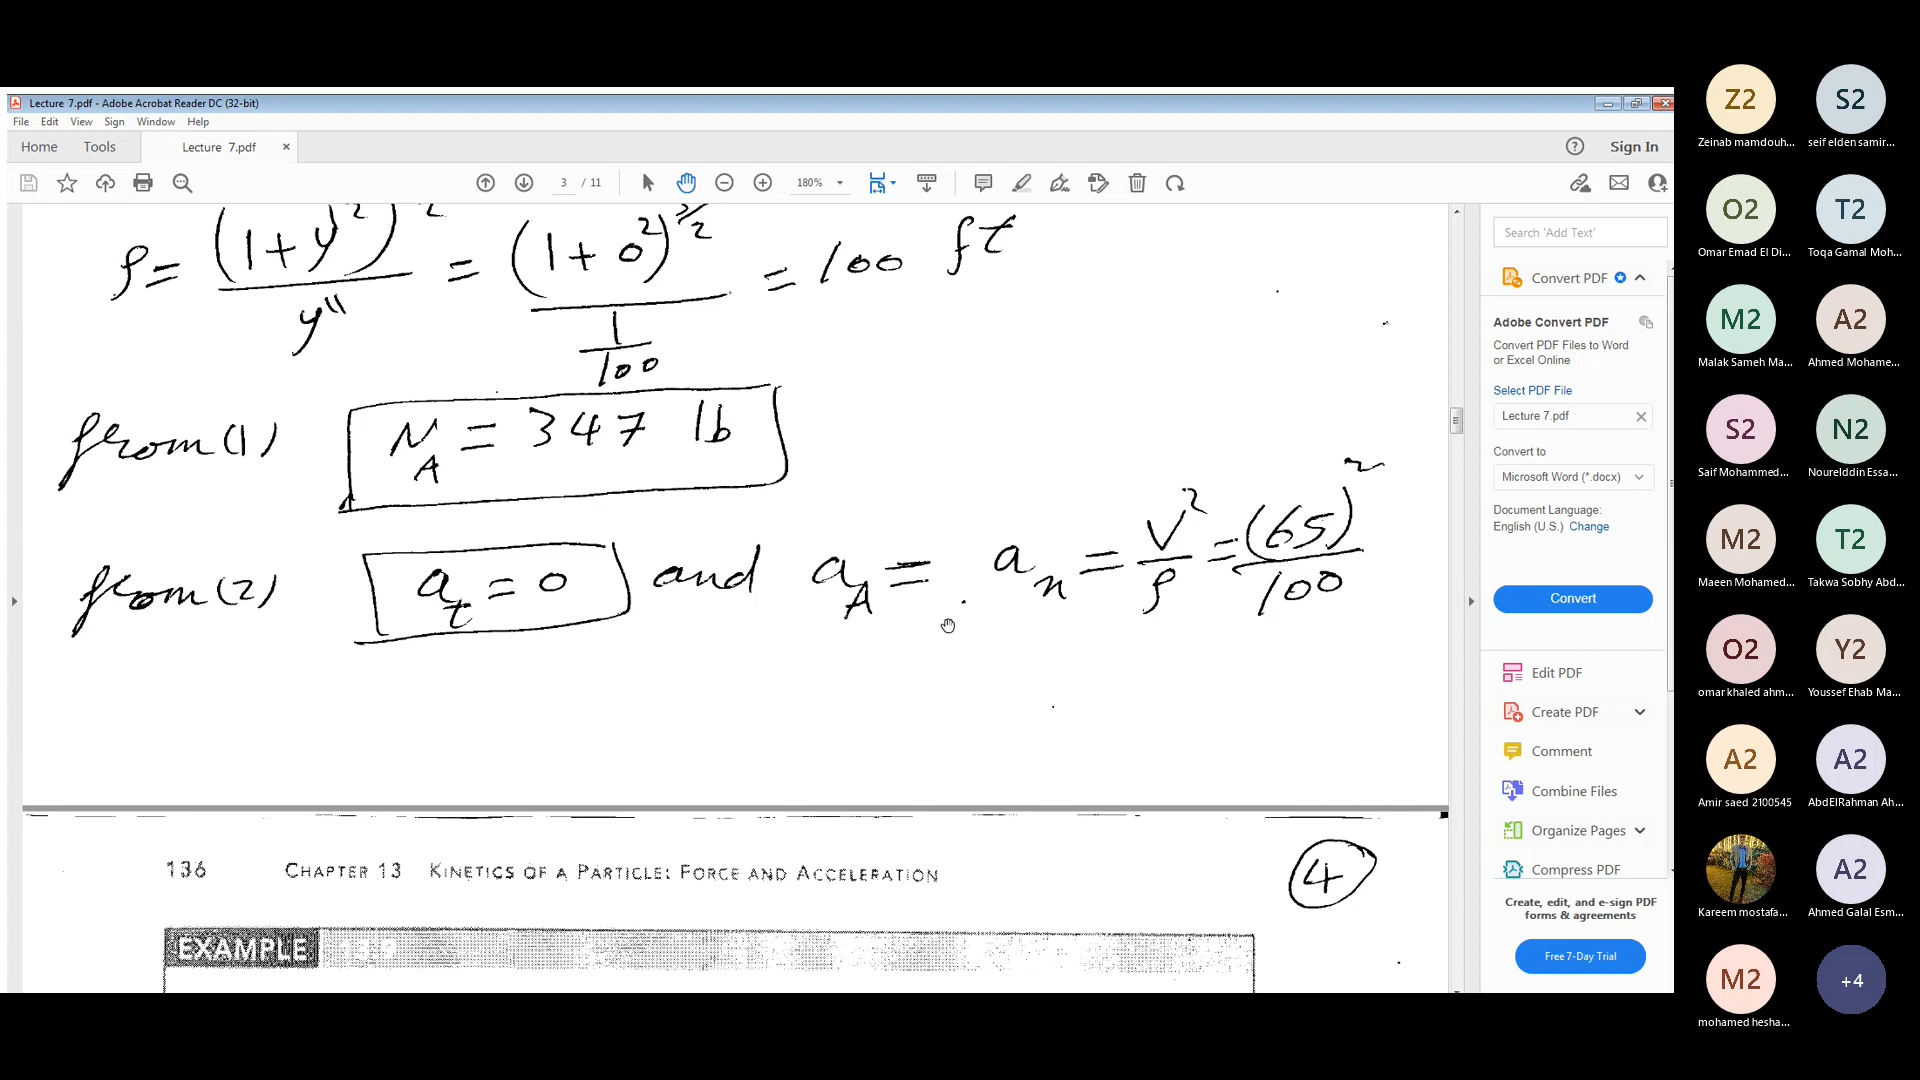 Lecture 7.pdf - Adobe Acrobat Reader DC (32-bit)
File Edit View Sign Window Help
Home Tools Lecture 7.pdf × Sign In
3 / 11 180%
ρ = (1+y'²)^(3/2) / y'' = (1+0²)^(3/2) / (1/100) = 100 ft
from (1) N_A = 347 lb
from (2) a_t = 0 and a_A = a_n = v²/ρ = (65)²/100
136 CHAPTER 13 KINETICS OF A PARTICLE: FORCE AND ACCELERATION
4
EXAMPLE 13.9
Search 'Add Text'
Convert PDF
Adobe Convert PDF
Convert PDF Files to Word
or Excel Online
Select PDF File
Lecture 7.pdf
Convert to
Microsoft Word (*.docx)
Document Language:
English (U.S.) Change
Convert
Edit PDF
Create PDF
Comment
Combine Files
Organize Pages
Compress PDF
Create, edit, and e-sign PDF
forms & agreements
Free 7-Day Trial
Z2 S2
Zeinab mamdouh... seif elden samir...
O2 T2
Omar Emad El Di... Toqa Gamal Moh...
M2 A2
Malak Sameh Ma... Ahmed Mohame...
S2 N2
Saif Mohammed... Nourelddin Essa...
M2 T2
Maeen Mohamed... Takwa Sobhy Abd...
O2 Y2
omar khaled ahm... Youssef Ehab Ma...
A2 A2
Amir saed 2100545 AbdElRahman Ah...
A2
Kareem mostafa... Ahmed Galal Esm...
M2 +4
mohamed hesha...